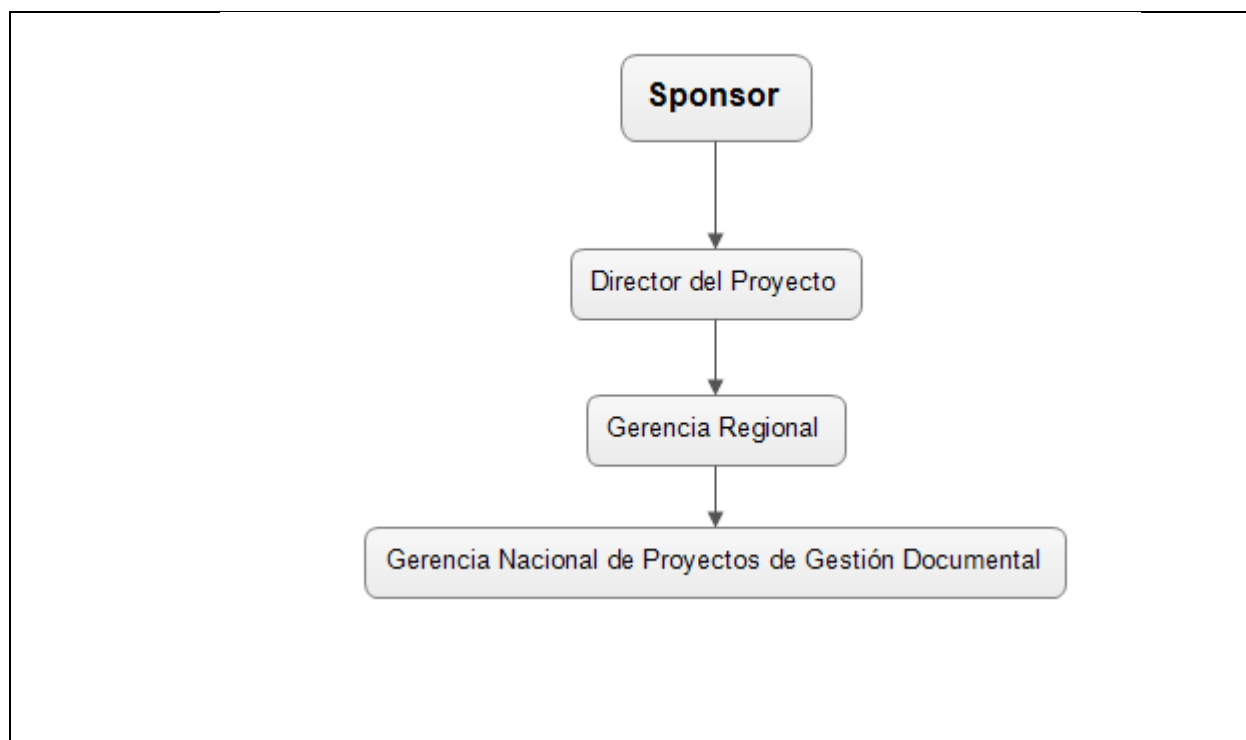 Sponsor
Director del Proyecto
Gerencia Regional
Gerencia Nacional de Proyectos de Gestión Documental